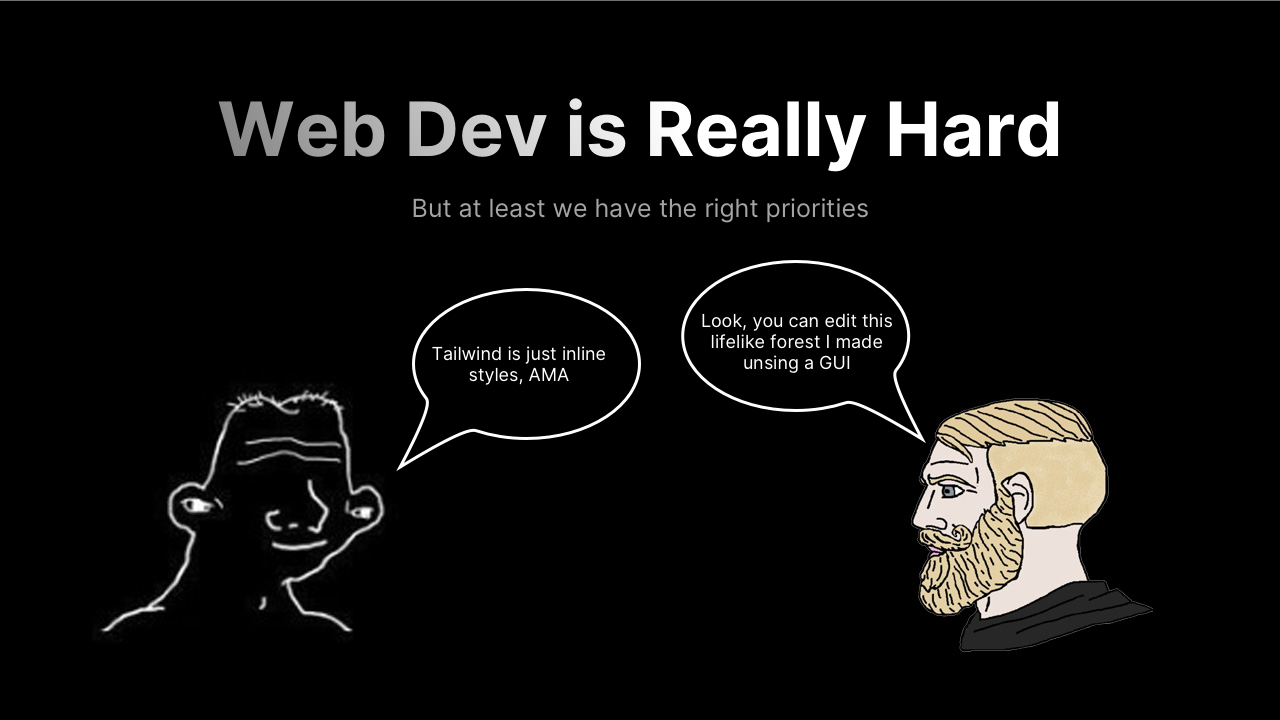 Web Dev is Really Hard
But at least we have the right priorities
Tailwind is just inline
styles, AMA
Look, you can edit this
lifelike forest I made
unsing a GUI